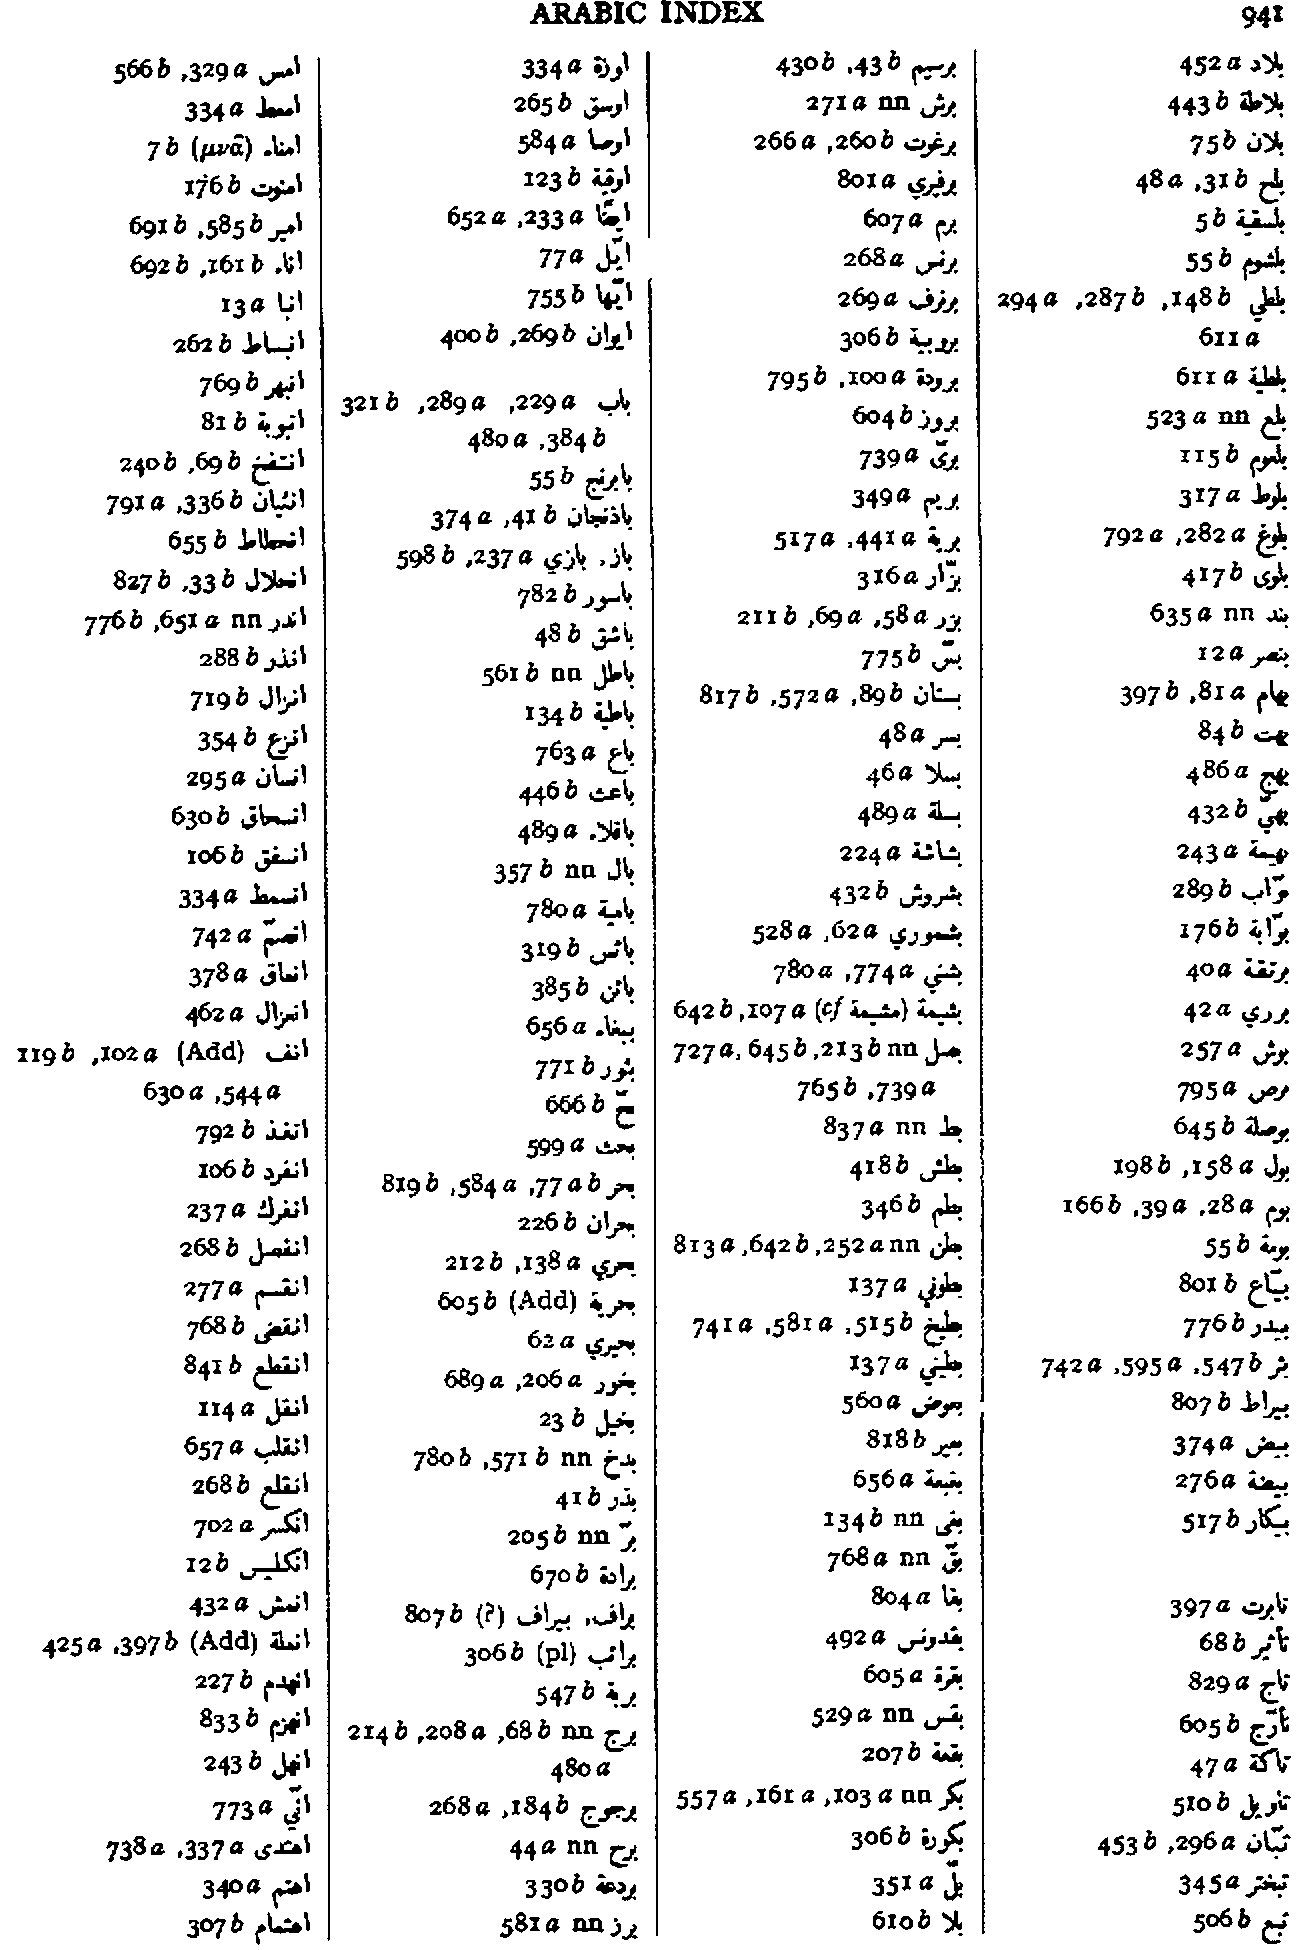 ARABIC INDEX 941
امس 329 a, 566 b
امعط 334 a
امناء (μνᾶ) 7 b
امنوت 176 b
امير 585 b, 691 b
اناء 161 b, 692 b
انبا 13 a
انبساط 262 b
انبهر 769 b
انبوبة 81 b
انتفخ 69 b, 240 b
انثيان 336 b, 791 a
انحطاط 655 b
انحلال 33 b, 827 b
اندر nn 651 a, 776 b
انذر 288 b
انزال 719 b
انزع 354 b
انسان 295 a
انسحاق 630 b
انسفق 106 b
انسمط 334 a
انصمّ 742 a
انعاق 378 a
انعزال 462 a
انف (Add) 102 a, 119 b
544 a, 630 a
انفذ 792 b
انفرد 106 b
انفرك 237 a
انفصل 268 b
انقسم 277 a
انقضى 768 b
انقطع 841 b
انقل 114 a
انقلب 657 a
انقلع 268 b
انكسر 702 a
انكليس 12 b
انمش 432 a
انملة (Add) 397 b, 425 a
انهدم 227 b
انهزم 833 b
انهل 243 b
آنّي 773 a
اهتدى 337 a, 738 a
اهتم 340 a
اهتمام 307 b
اوزة 334 a
اوسق 265 b
اوصا 584 a
اوقية 123 b
ايضًا 233 a, 652 a
ايّل 77 a
ايّها 755 b
ايوان 269 b, 400 b
باب 229 a, 289 a, 321 b
384 b, 480 a
بابرنج 55 b
باذنجان 41 b, 374 a
باز, بازي 237 a, 598 b
باسور 782 b
باشق 48 b
باطل nn 561 b
باطية 134 b
باع 763 a
باعث 446 b
باقلاء 489 a
بال nn 357 b
بامية 780 a
بائس 319 b
بائن 385 b
ببغاء 656 a
بثور 771 b
بحّ 666 b
بحث 599 a
بحر 77 a b, 584 a, 819 b
بحران 226 b
بحري 138 a, 212 b
بحرية (Add) 605 b
بحيري 62 a
بخور 206 a, 689 a
بخيل 23 b
بدخ nn 571 b, 780 b
بذر 41 b
برّ nn 205 b
برادة 670 b
براف, بيراف (?) 807 b
برائب (pl) 306 b
بربة 547 b
برج nn 68 b, 208 a, 214 b
480 a
برجوج 184 b, 268 a
برح nn 44 a
بردعة 330 b
برز nn 581 a
برسيم 43 b, 430 b
برش nn 271 a
برغوت 260 b, 266 a
برفيري 801 a
برم 607 a
برنس 268 a
برنوف 269 a
بروبية 306 b
برودة 100 a, 795 b
بروز 604 b
برىّ 739 a
بريم 349 a
برية 441 a, 517 a
بزّار 316 a
بزر 58 a, 69 a, 211 b
بسّ 775 b
بستان 89 b, 572 a, 817 b
بسر 48 a
بسلا 46 a
بسلة 489 a
بشاشة 224 a
بشروش 432 b
بشموري 62 a, 528 a
بشني 774 a, 780 a
بشيمة (cf مشيمة) 107 a, 642 b
بصل nn 213 b, 645 b, 727 a
739 a, 765 b
بط nn 837 a
بطش 418 b
بطم 346 b
بطن nn 252 a, 642 b, 813 a
بطوني 137 a
بطيخ 515 b, 581 a, 741 a
بطيني 137 a
بعوض 560 a
بعير 818 b
بقبعة 656 a
بغى nn 134 b
بقّ nn 768 a
بقا 804 a
بقدونس 492 a
بقرة 605 a
بقس nn 529 a
بقعة 207 b
بكر nn 103 a, 161 a, 557 a
بكورة 306 b
بلّ 351 a
بلا 610 b
بلاد 452 a
بلاطة 443 b
بلان 75 b
بلح 31 b, 48 a
بلسقية 5 b
بلشوم 55 b
بلطي 148 b, 287 b, 294 a
611 a
بلطية 611 a
بلع nn 523 a
بلعوم 115 b
بلوط 317 a
بلوغ 282 a, 792 a
بلوى 417 b
بند nn 635 a
بنصر 12 a
بهام 81 a, 397 b
بهت 84 b
بهج 486 a
بهيّ 432 b
بهيمة 243 a
بوّاب 289 b
بوّابة 176 b
بورتقة 40 a
بوري 42 a
بوش 257 a
بوص 795 a
بوصلة 645 b
بول 158 a, 198 b
بوم 28 a, 39 a, 166 b
بومة 55 b
بيّاع 801 b
بيدر 776 b
بئر 547 b, 595 a, 742 a
بيراط 807 b
بيض 374 a
بيضة 276 a
بيكار 517 b
تابوت 397 a
تأثير 68 b
تاج 829 a
تأرّج 605 b
تاكة 47 a
تاويل 510 b
تبّان 296 a, 453 b
تبختر 345 a
تبع 506 b